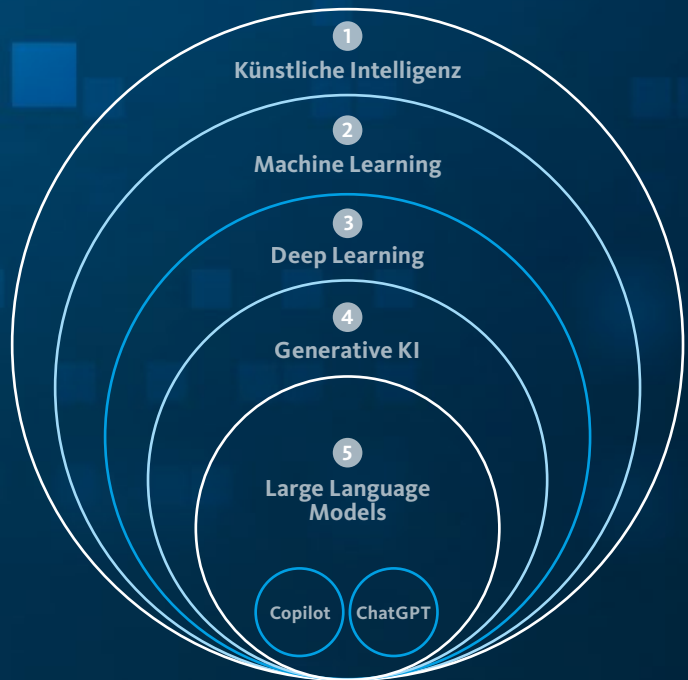 1
Künstliche Intelligenz
2
Machine Learning
3
Deep Learning
4
Generative KI
5
Large Language
Models
Copilot
ChatGPT